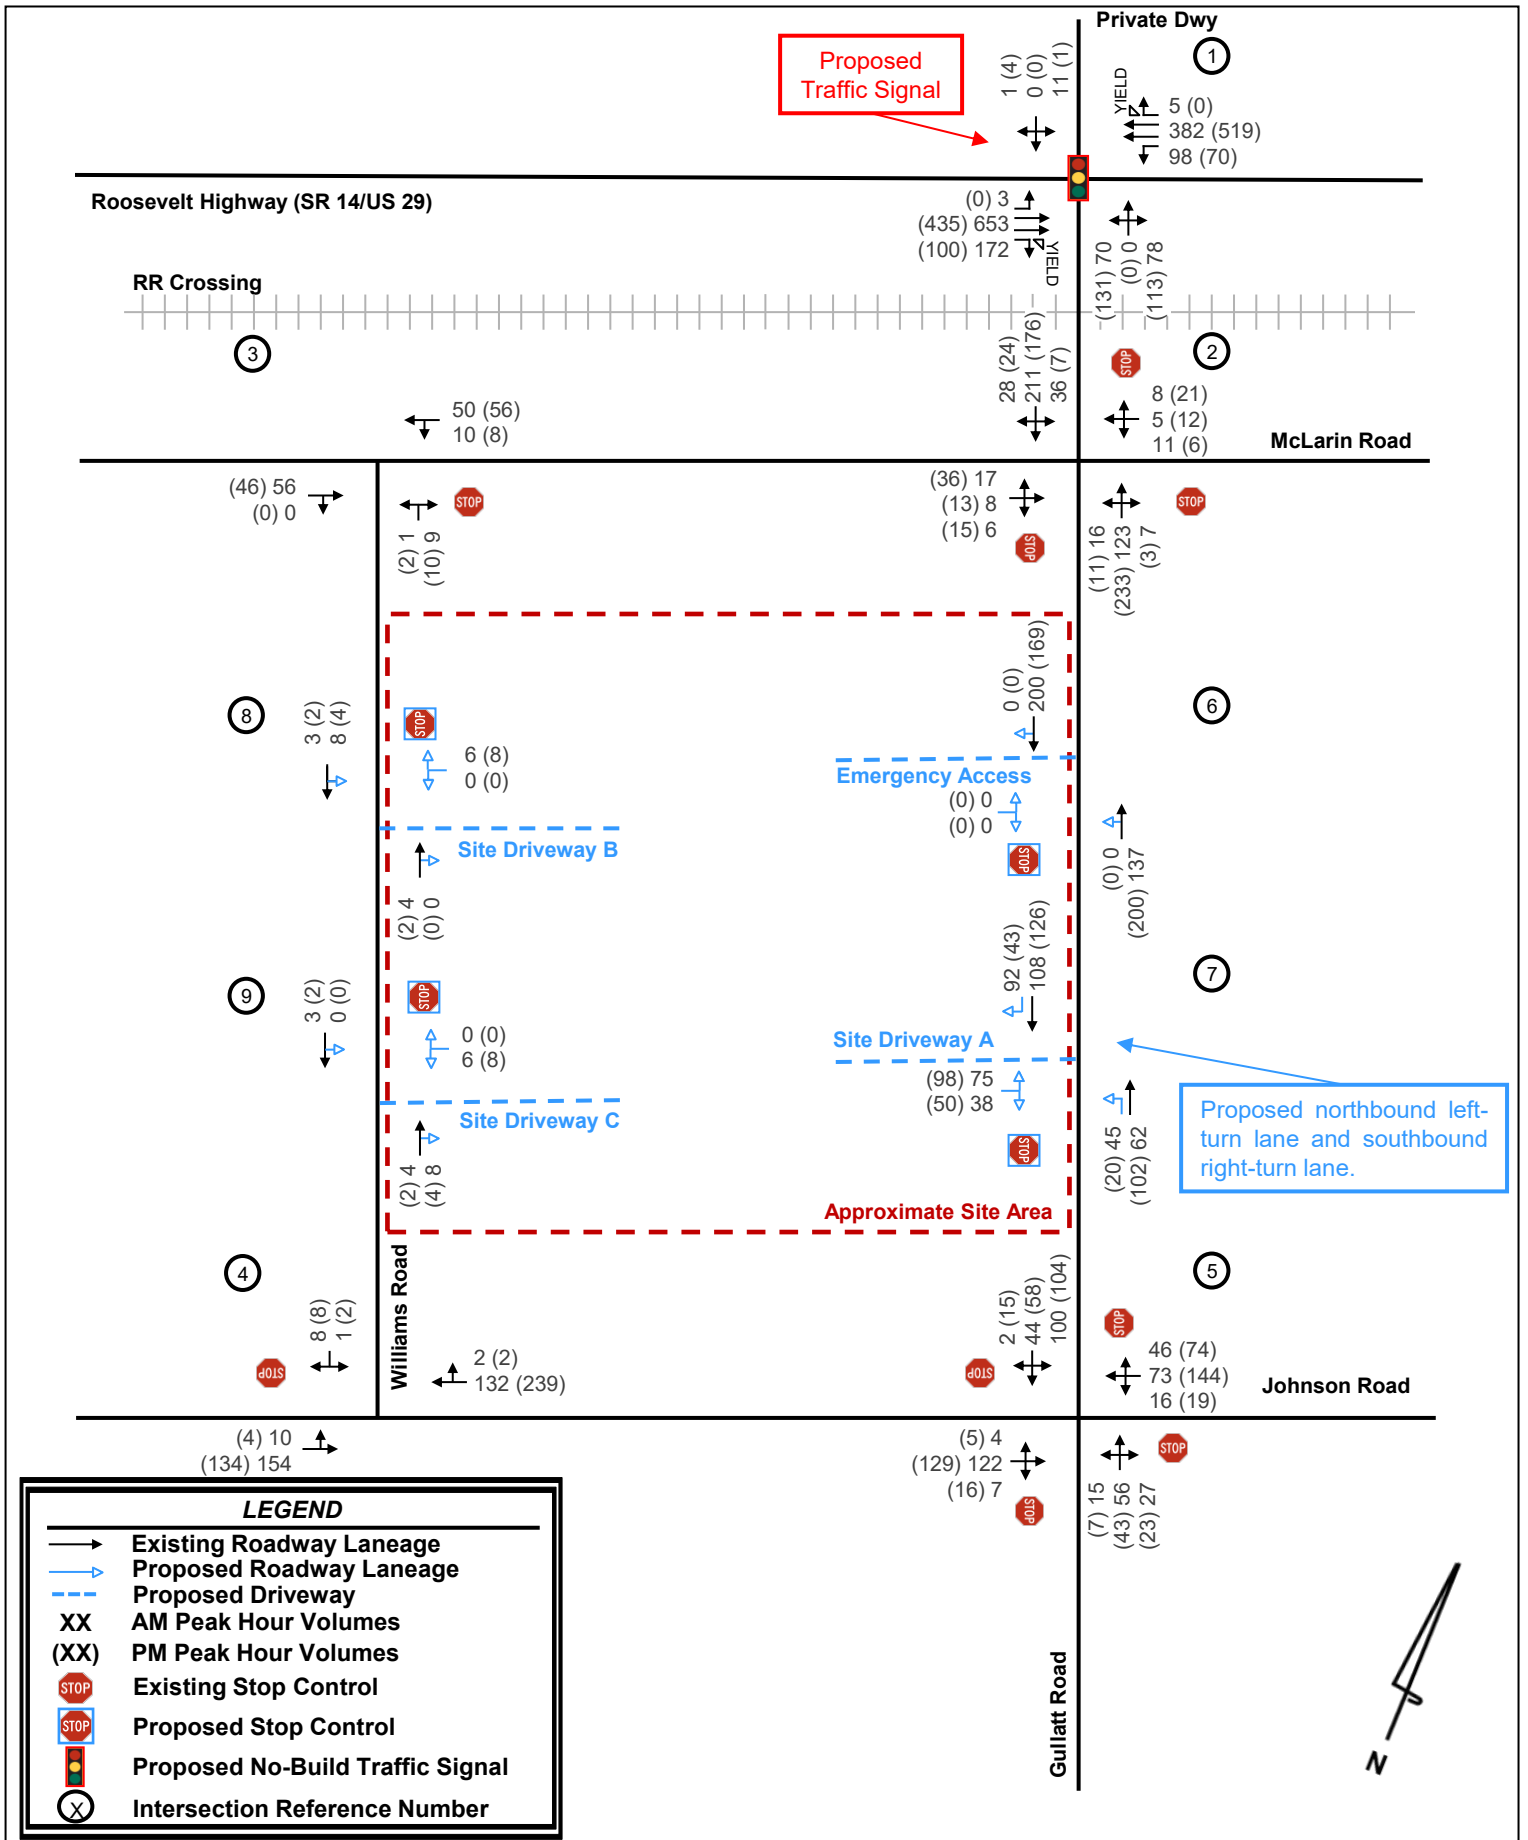 Private Dwy
1
Proposed
Traffic Signal
1 (4)
0 (0)
11 (1)
YIELD
5 (0)
382 (519)
98 (70)
Roosevelt Highway (SR 14/US 29)
(0) 3
(435) 653
(100) 172
YIELD
(131) 70
(0) 0
(113) 78
RR Crossing
3
28 (24)
211 (176)
36 (7)
STOP
2
8 (21)
5 (12)
11 (6)
50 (56)
10 (8)
McLarin Road
(46) 56
(0) 0
STOP
(2) 1
(10) 9
(36) 17
(13) 8
(15) 6
STOP
STOP
(11) 16
(233) 123
(3) 7
8
3 (2)
8 (4)
STOP
6 (8)
0 (0)
0 (0)
200 (169)
6
Emergency Access
(0) 0
(0) 0
STOP
(0) 0
(200) 137
Site Driveway B
(2) 4
(0) 0
9
3 (2)
0 (0)
STOP
0 (0)
6 (8)
92 (43)
108 (126)
7
Site Driveway A
(98) 75
(50) 38
STOP
(20) 45
(102) 62
Proposed northbound left-
turn lane and southbound
right-turn lane.
Site Driveway C
(2) 4
(4) 8
Approximate Site Area
4
8 (8)
1 (2)
STOP
Williams Road
2 (2)
132 (239)
2 (15)
44 (58)
100 (104)
STOP
5
STOP
46 (74)
73 (144)
16 (19)
Johnson Road
(4) 10
(134) 154
(5) 4
(129) 122
(16) 7
STOP
STOP
(7) 15
(43) 56
(23) 27
LEGEND
Existing Roadway Laneage
Proposed Roadway Laneage
Proposed Driveway
XX AM Peak Hour Volumes
(XX) PM Peak Hour Volumes
STOP Existing Stop Control
STOP Proposed Stop Control
Proposed No-Build Traffic Signal
X Intersection Reference Number
Gullatt Road
N